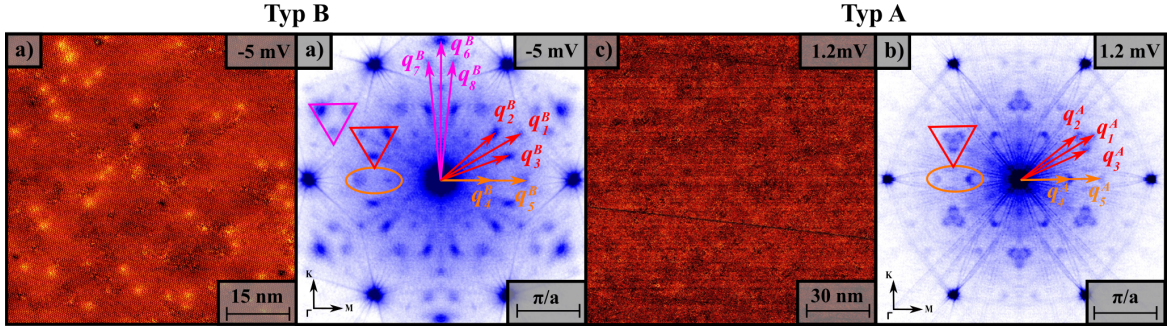 Typ B
Typ A
a)
-5 mV
15 nm
a)
-5 mV
q₇ᴮ
q₆ᴮ
q₈ᴮ
q₂ᴮ
q₁ᴮ
q₃ᴮ
q₄ᴮ
q₅ᴮ
K
Γ
M
π/a
c)
1.2mV
30 nm
b)
1.2 mV
q₂ᴬ
q₁ᴬ
q₃ᴬ
q₄ᴬ
q₅ᴬ
K
Γ
M
π/a